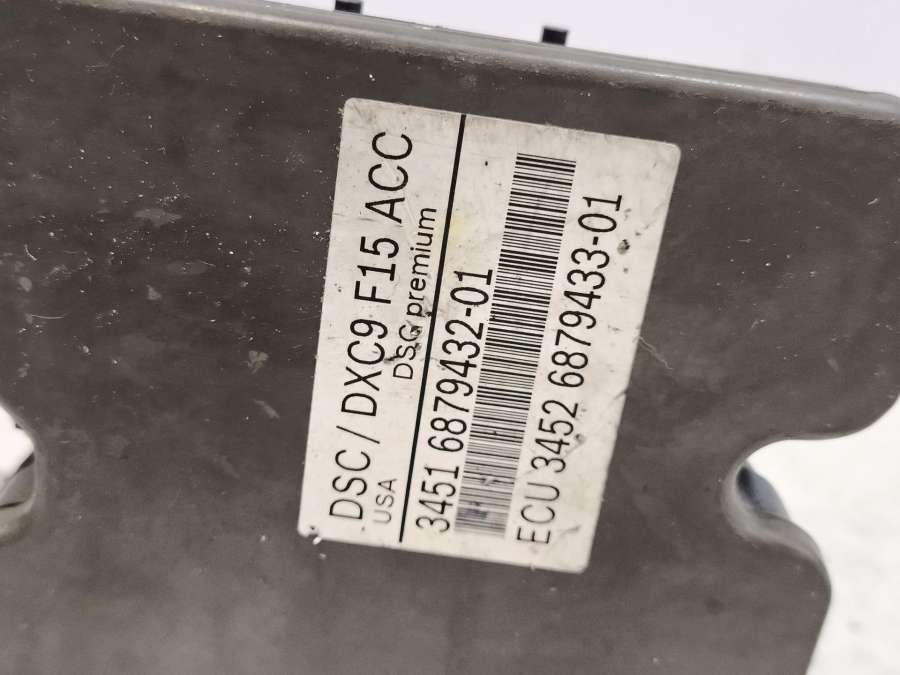 DSC / DXC9 F15 ACC
USA DSC premium
3451 6879432-01
ECU 3452 6879433-01